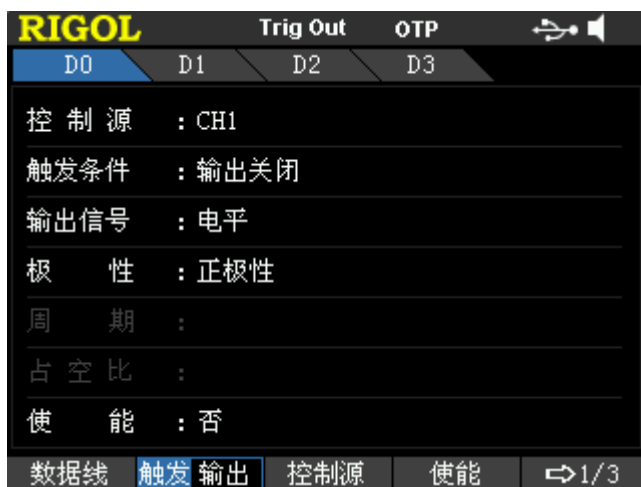 RIGOL Trig Out OTP
D0 D1 D2 D3
控制源 : CH1
触发条件 : 输出关闭
输出信号 : 电平
极性 : 正极性
周期 :
占空比 :
使能 : 否
数据线 触发 输出 控制源 使能 ⇨1/3